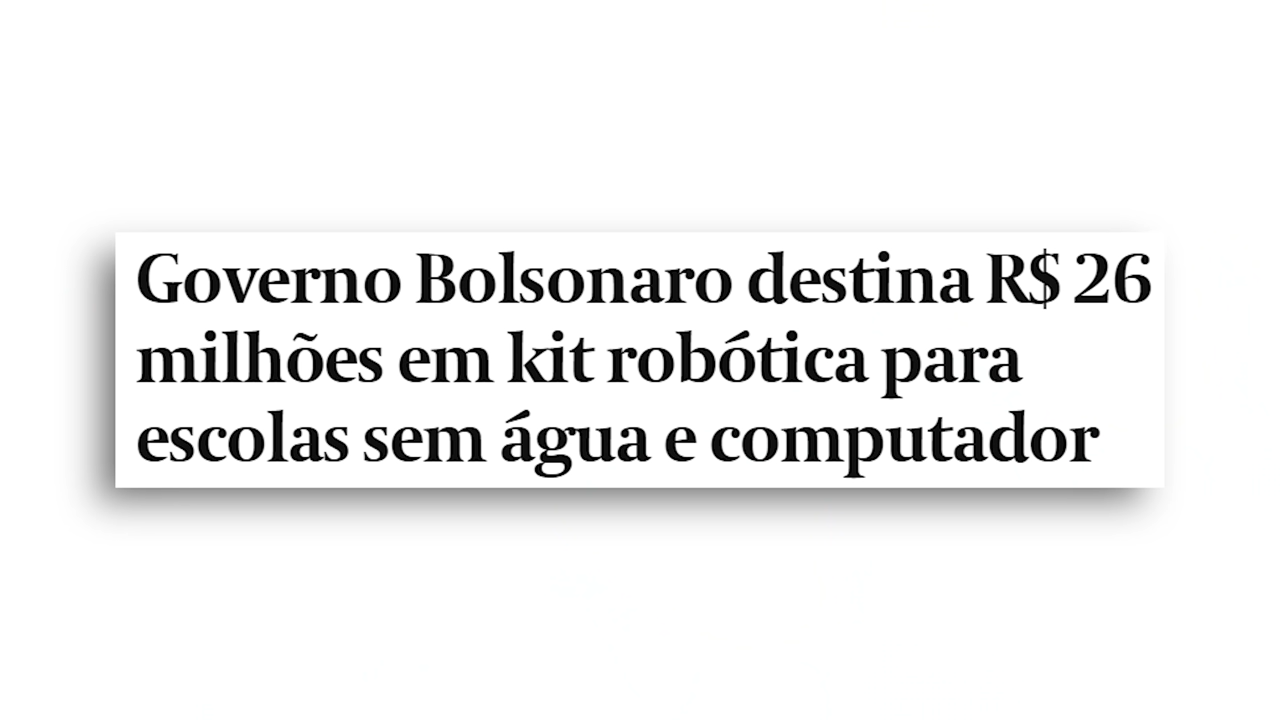 Governo Bolsonaro destina R$ 26
milhões em kit robótica para
escolas sem água e computador